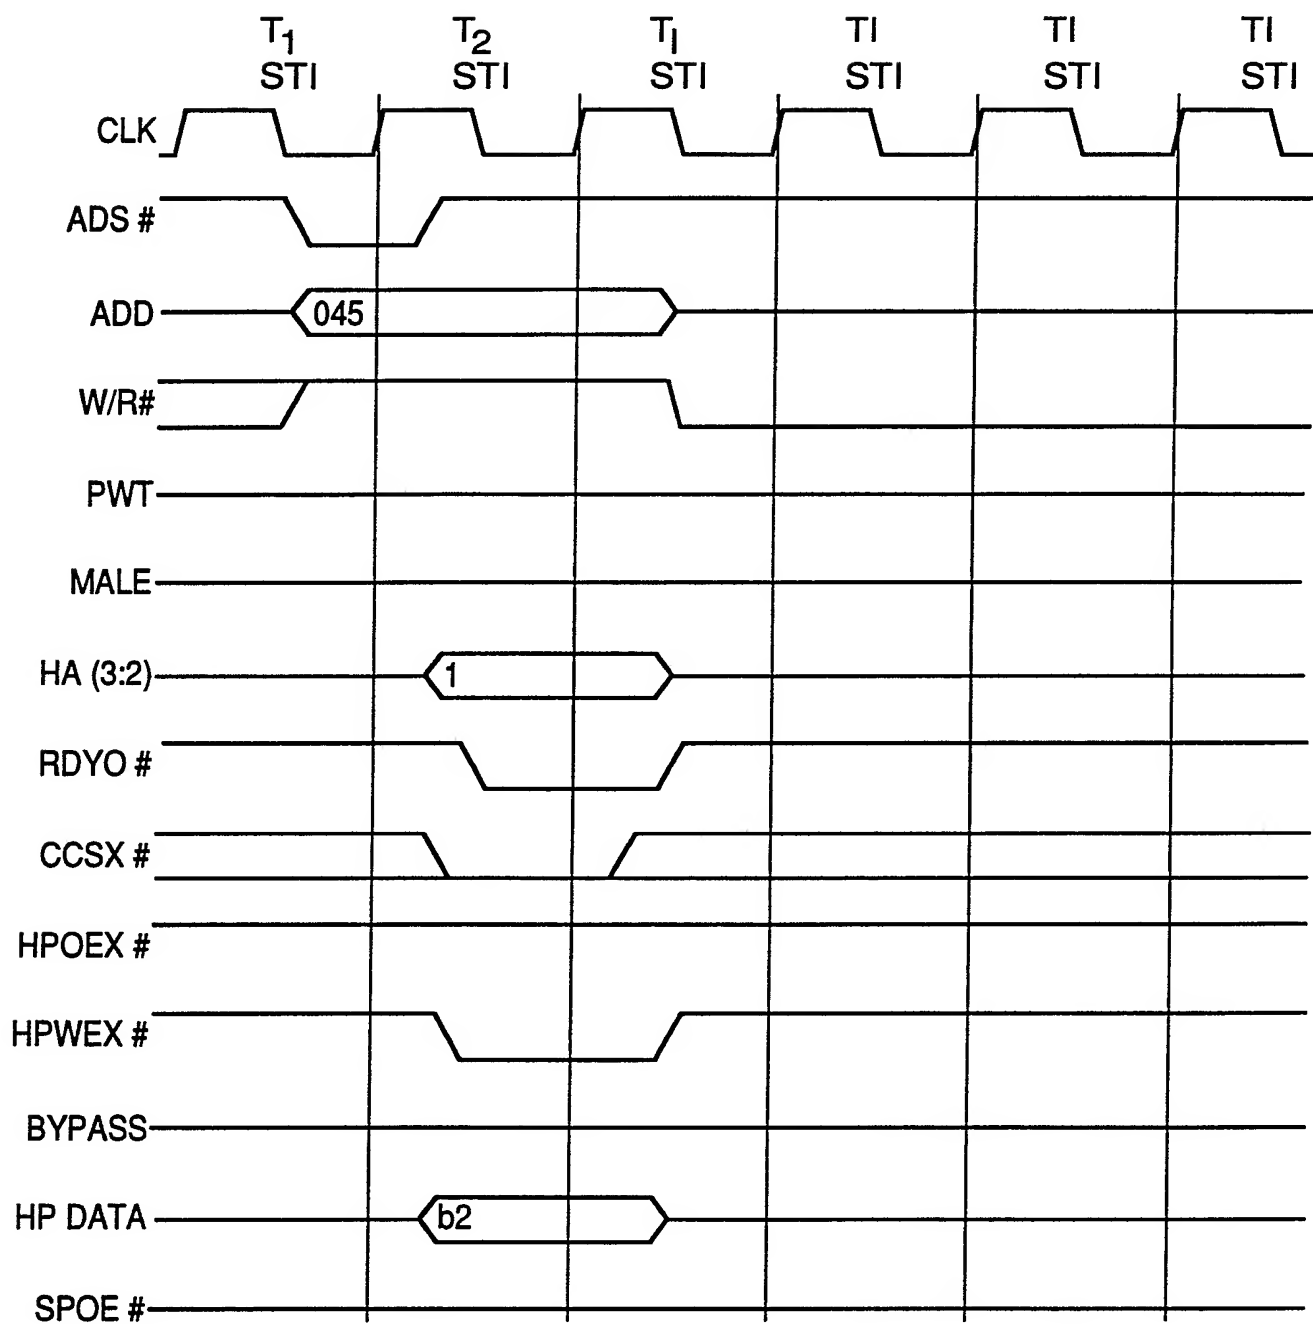 T1 T2 TI TI TI TI
STI STI STI STI STI STI
CLK
ADS #
ADD 045
W/R#
PWT
MALE
HA (3:2) 1
RDYO #
CCSX #
HPOEX #
HPWEX #
BYPASS
HP DATA b2
SPOE #